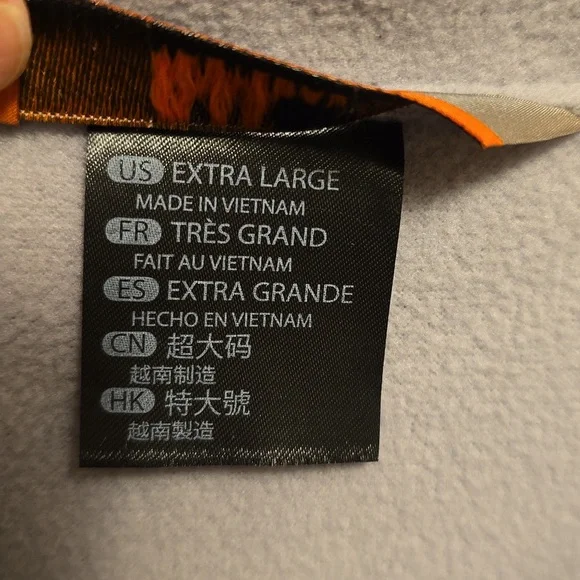 US EXTRA LARGE
MADE IN VIETNAM
FR TRÈS GRAND
FAIT AU VIETNAM
ES EXTRA GRANDE
HECHO EN VIETNAM
CN 超大码
越南制造
HK 特大號
越南製造